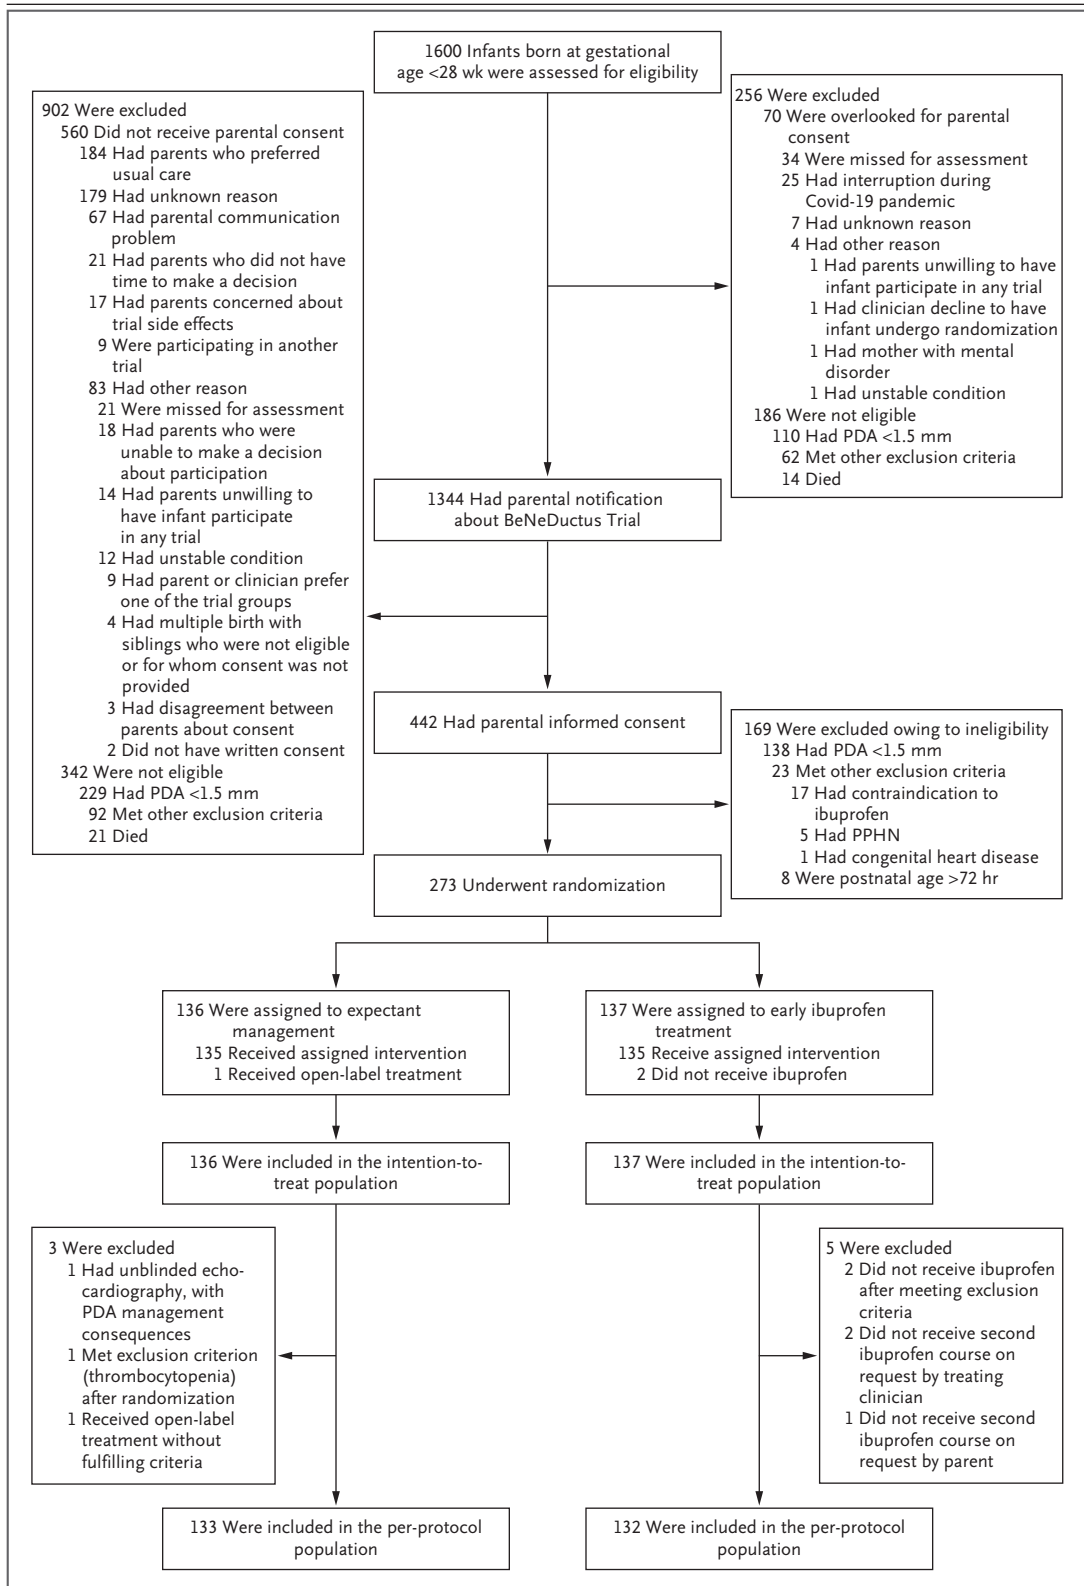 1600 Infants born at gestational
age <28 wk were assessed for eligibility
902 Were excluded
560 Did not receive parental consent
184 Had parents who preferred
usual care
179 Had unknown reason
67 Had parental communication
problem
21 Had parents who did not have
time to make a decision
17 Had parents concerned about
trial side effects
9 Were participating in another
trial
83 Had other reason
21 Were missed for assessment
18 Had parents who were
unable to make a decision
about participation
14 Had parents unwilling to
have infant participate
in any trial
12 Had unstable condition
9 Had parent or clinician prefer
one of the trial groups
4 Had multiple birth with
siblings who were not eligible
or for whom consent was not
provided
3 Had disagreement between
parents about consent
2 Did not have written consent
342 Were not eligible
229 Had PDA <1.5 mm
92 Met other exclusion criteria
21 Died
256 Were excluded
70 Were overlooked for parental
consent
34 Were missed for assessment
25 Had interruption during
Covid-19 pandemic
7 Had unknown reason
4 Had other reason
1 Had parents unwilling to have
infant participate in any trial
1 Had clinician decline to have
infant undergo randomization
1 Had mother with mental
disorder
1 Had unstable condition
186 Were not eligible
110 Had PDA <1.5 mm
62 Met other exclusion criteria
14 Died
1344 Had parental notification
about BeNeDuctus Trial
442 Had parental informed consent
169 Were excluded owing to ineligibility
138 Had PDA <1.5 mm
23 Met other exclusion criteria
17 Had contraindication to
ibuprofen
5 Had PPHN
1 Had congenital heart disease
8 Were postnatal age >72 hr
273 Underwent randomization
136 Were assigned to expectant
management
135 Received assigned intervention
1 Received open-label treatment
137 Were assigned to early ibuprofen
treatment
135 Receive assigned intervention
2 Did not receive ibuprofen
136 Were included in the intention-to-
treat population
137 Were included in the intention-to-
treat population
3 Were excluded
1 Had unblinded echo-
cardiography, with
PDA management
consequences
1 Met exclusion criterion
(thrombocytopenia)
after randomization
1 Received open-label
treatment without
fulfilling criteria
5 Were excluded
2 Did not receive ibuprofen
after meeting exclusion
criteria
2 Did not receive second
ibuprofen course on
request by treating
clinician
1 Did not receive second
ibuprofen course on
request by parent
133 Were included in the per-protocol
population
132 Were included in the per-protocol
population